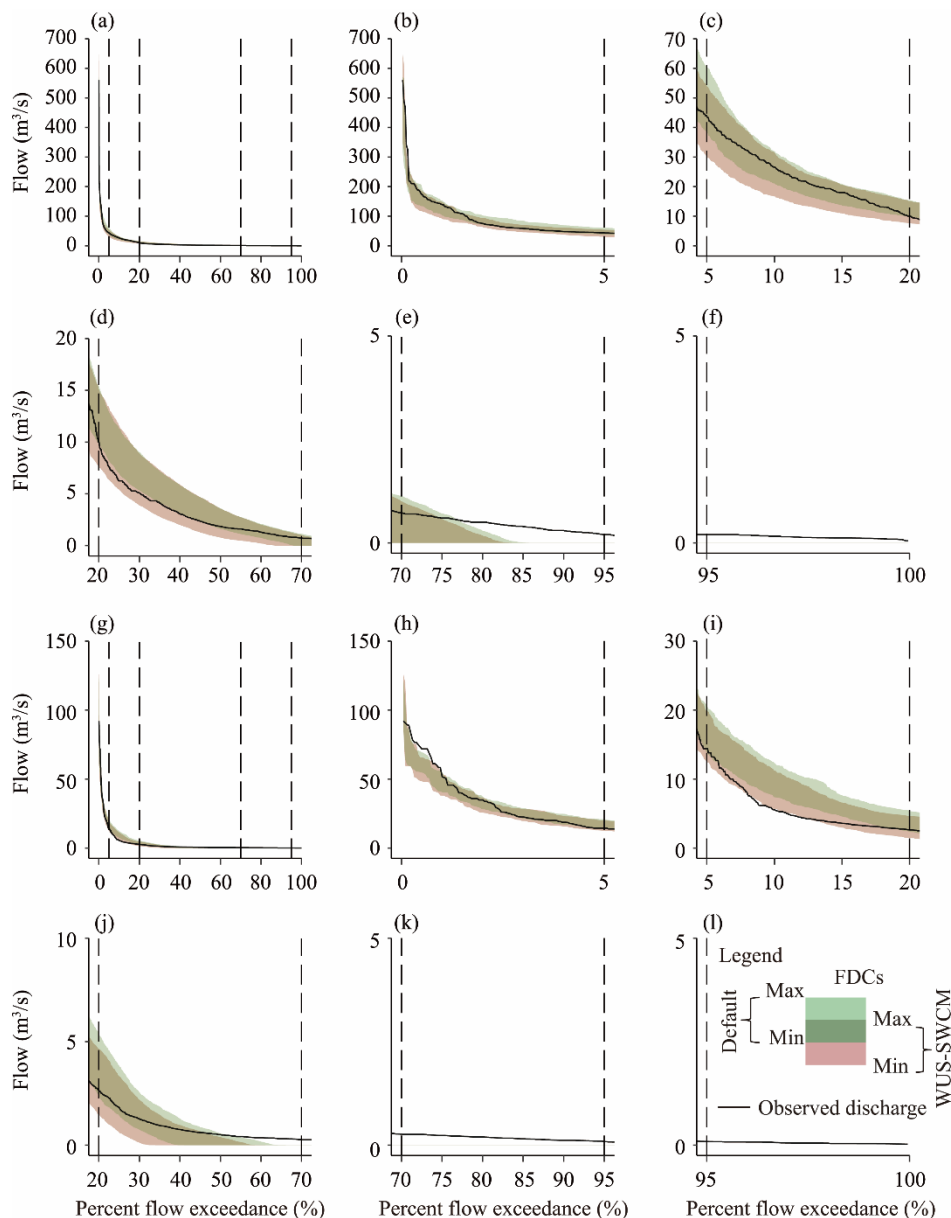 (a) (b) (c)
700 700 70
600 600 60
500 500 50
400 400 40
300 300 30
200 200 20
100 100 10
0 0 0
Flow (m³/s)
0 20 40 60 80 100 0 5 5 10 15 20
(d) (e) (f)
20 5 5
15
10
5
0 0 0
Flow (m³/s)
20 30 40 50 60 70 70 75 80 85 90 95 95 100
(g) (h) (i)
150 150 30
100 100 20
50 50 10
0 0 0
Flow (m³/s)
0 20 40 60 80 100 0 5 5 10 15 20
(j) (k) (l)
10 5 5
5
0 0 0
Flow (m³/s)
Legend
FDCs
Default
Max
Min
Max
Min
WUS-SWCM
Observed discharge
20 30 40 50 60 70 70 75 80 85 90 95 95 100
Percent flow exceedance (%) Percent flow exceedance (%) Percent flow exceedance (%)